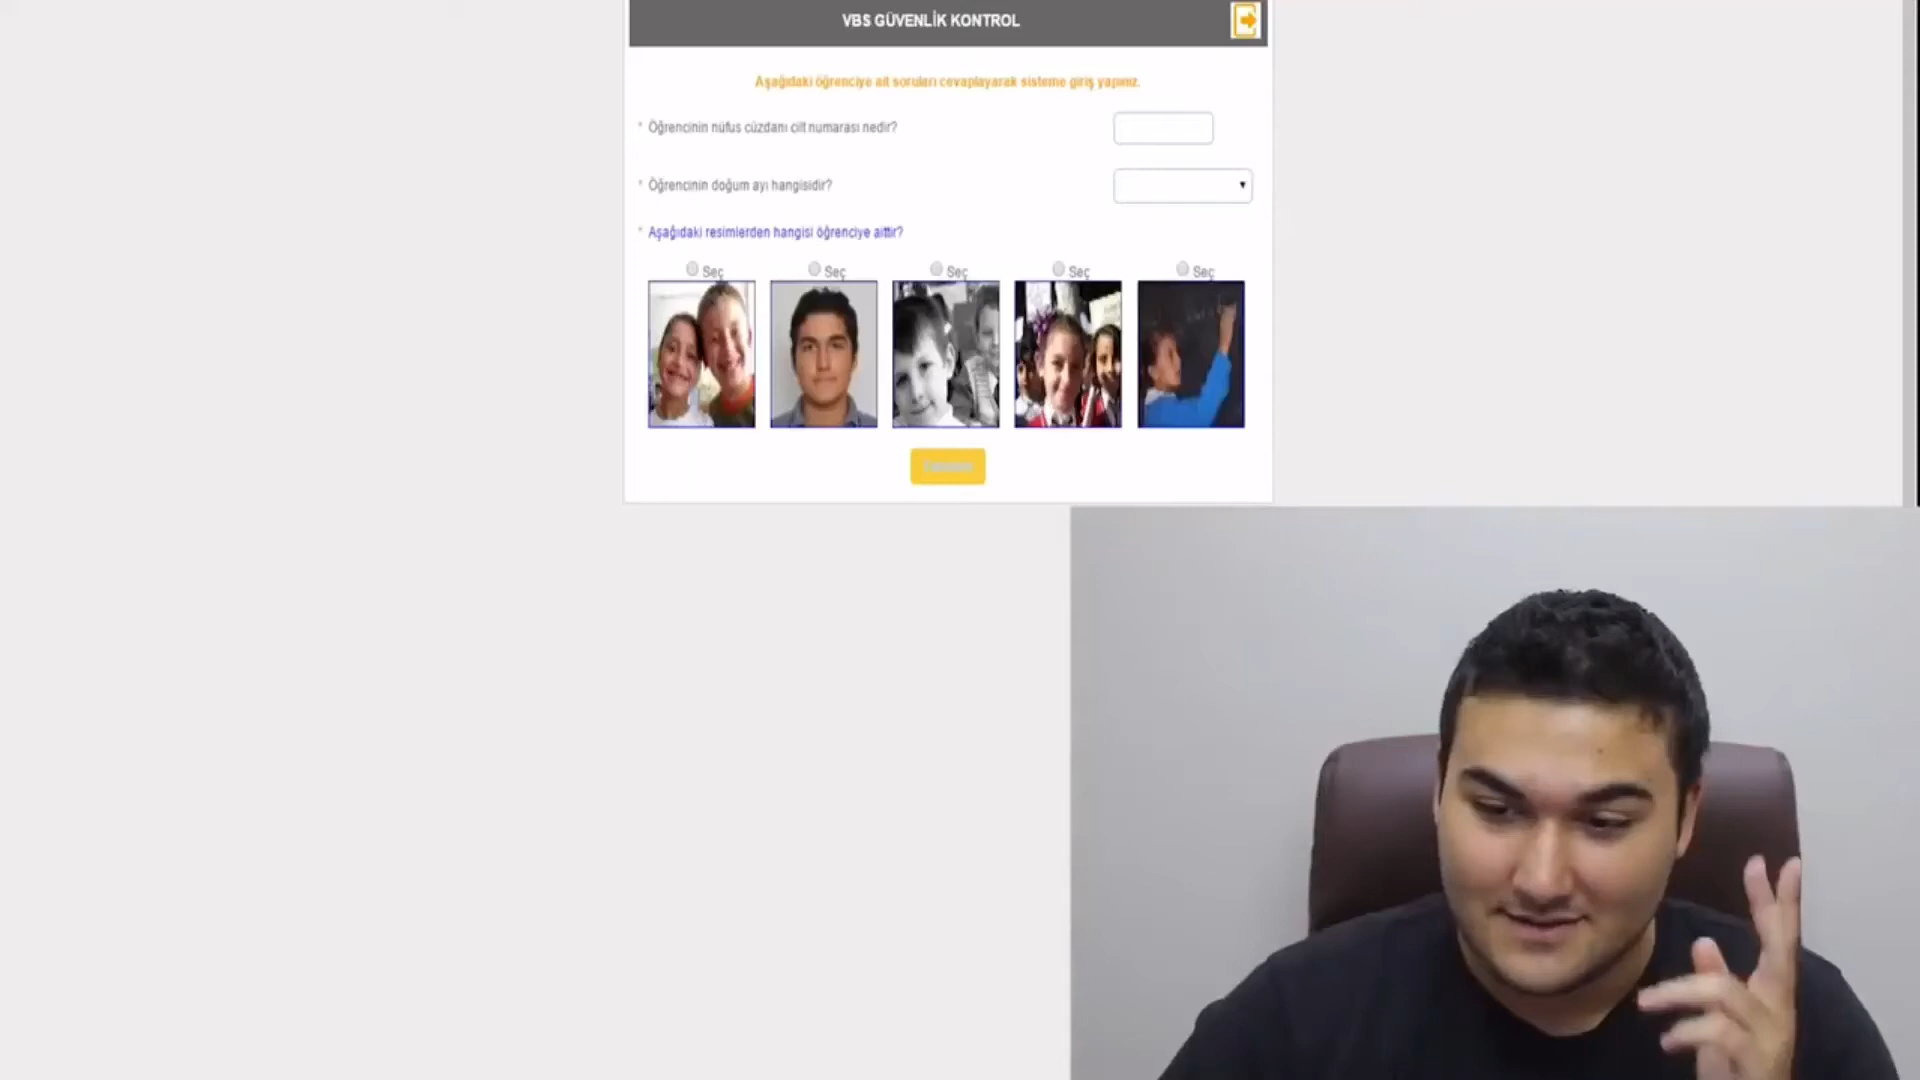 VBS GÜVENLİK KONTROL
Aşağıdaki öğrenciye ait soruları cevaplayarak sisteme giriş yapınız.
* Öğrencinin nüfus cüzdanı cilt numarası nedir?
* Öğrencinin doğum ayı hangisidir?
* Aşağıdaki resimlerden hangisi öğrenciye aittir?
Seç Seç Seç Seç Seç